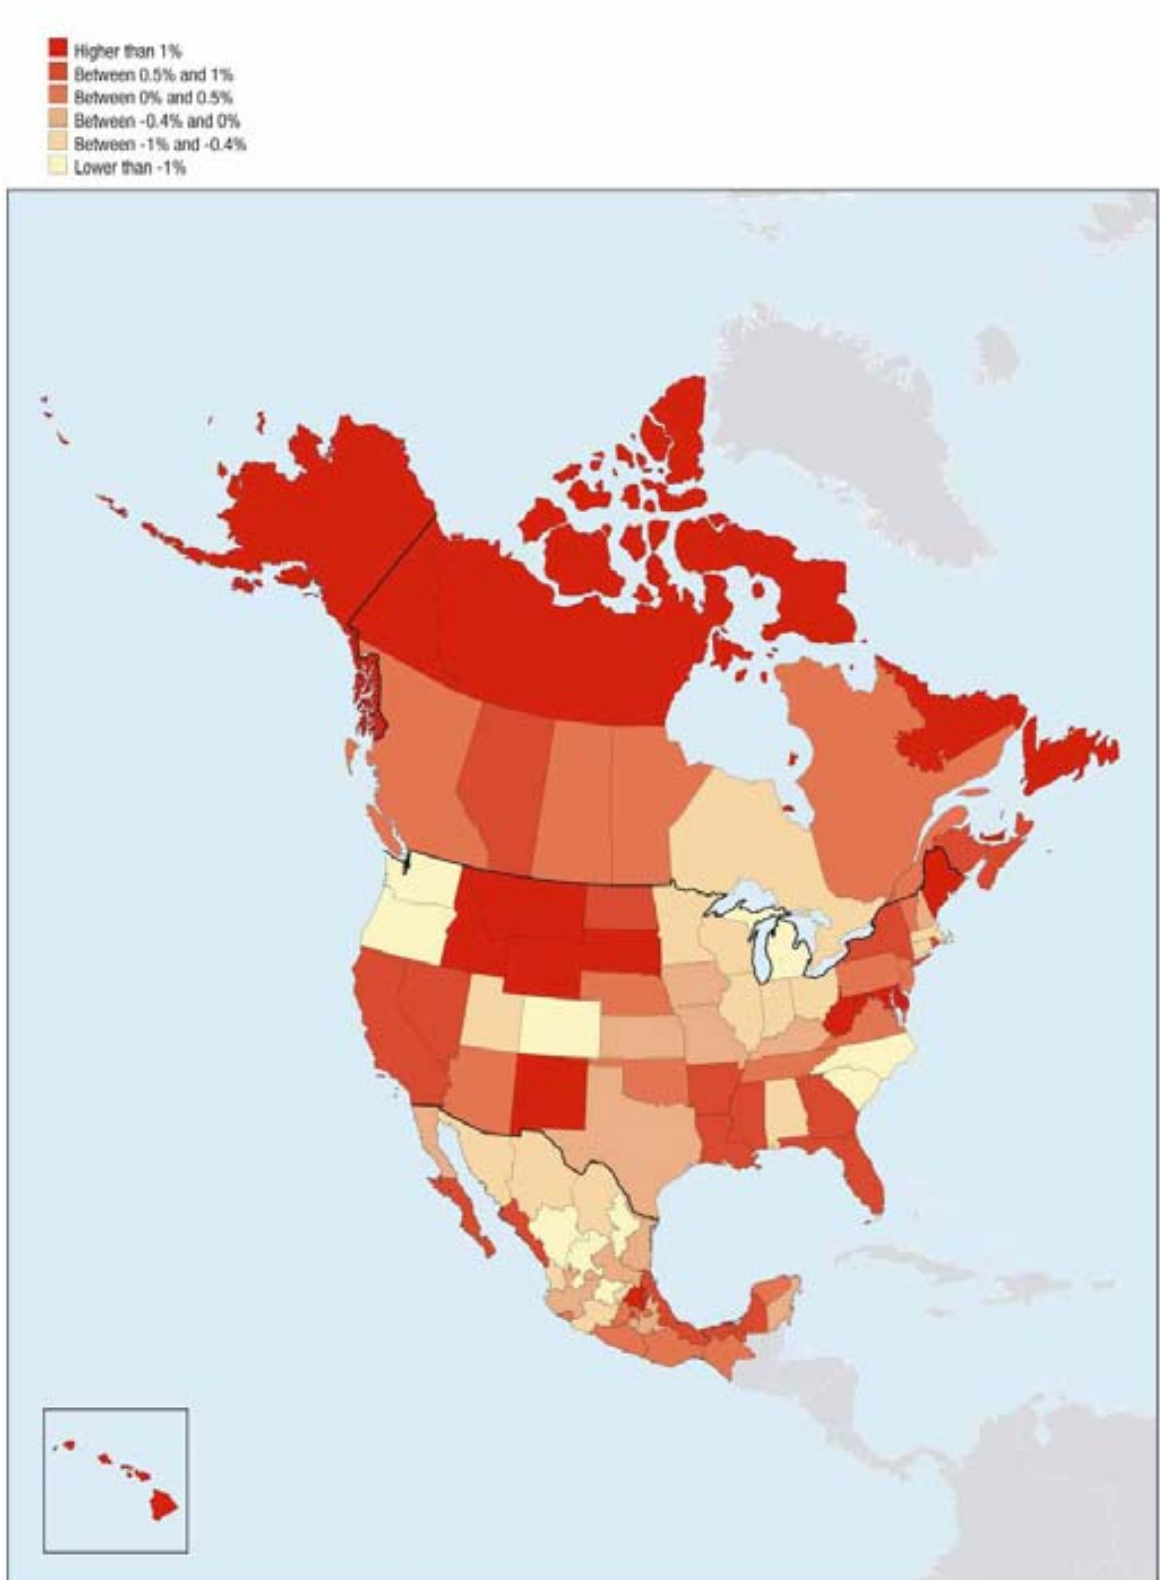 Higher than 1%
Between 0.5% and 1%
Between 0% and 0.5%
Between -0.4% and 0%
Between -1% and -0.4%
Lower than -1%